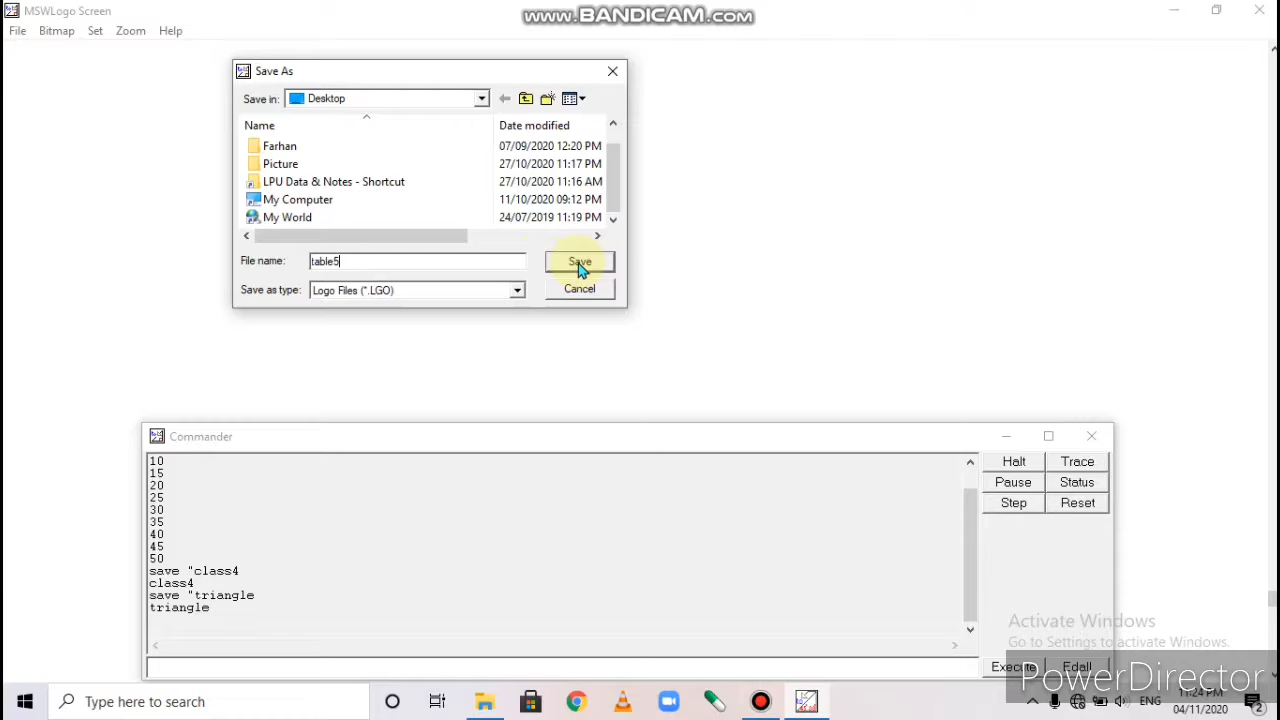 MSWLogo Screen
www.BANDICAM.com
File Bitmap Set Zoom Help
Save As
Save in: Desktop
Name Date modified
Farhan 07/09/2020 12:20 PM
Picture 27/10/2020 11:17 PM
LPU Data & Notes - Shortcut 27/10/2020 11:16 AM
My Computer 11/10/2020 09:12 PM
My World 24/07/2019 11:19 PM
File name: table5 Save
Save as type: Logo Files (*.LGO) Cancel
Commander
10
15
20
25
30
35
40
45
50
save "class4
class4
save "triangle
triangle
Halt Trace
Pause Status
Step Reset
Execute Edall
Activate Windows
Go to Settings to activate Windows.
PowerDirector
Type here to search
ENG
11:24 PM
04/11/2020
2